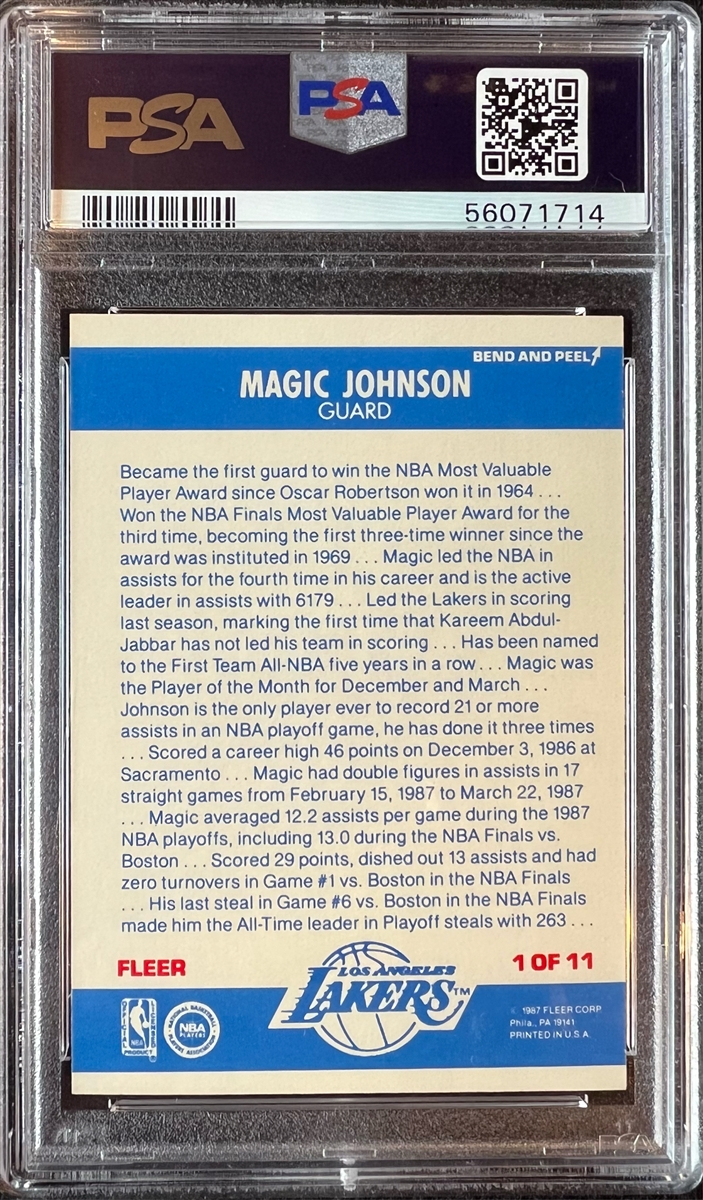 PSA
PSA
56071714
BEND AND PEEL
MAGIC JOHNSON
GUARD
Became the first guard to win the NBA Most Valuable
Player Award since Oscar Robertson won it in 1964 . . .
Won the NBA Finals Most Valuable Player Award for the
third time, becoming the first three-time winner since the
award was instituted in 1969 . . . Magic led the NBA in
assists for the fourth time in his career and is the active
leader in assists with 6179 . . . Led the Lakers in scoring
last season, marking the first time that Kareem Abdul-
Jabbar has not led his team in scoring . . . Has been named
to the First Team All-NBA five years in a row . . . Magic was
the Player of the Month for December and March . . .
Johnson is the only player ever to record 21 or more
assists in an NBA playoff game, he has done it three times
. . . Scored a career high 46 points on December 3, 1986 at
Sacramento . . . Magic had double figures in assists in 17
straight games from February 15, 1987 to March 22, 1987
. . . Magic averaged 12.2 assists per game during the 1987
NBA playoffs, including 13.0 during the NBA Finals vs.
Boston . . . Scored 29 points, dished out 13 assists and had
zero turnovers in Game #1 vs. Boston in the NBA Finals
. . . His last steal in Game #6 vs. Boston in the NBA Finals
made him the All-Time leader in Playoff steals with 263 . . .
FLEER
1 OF 11
LOS ANGELES
LAKERS™
OFFICIAL LICENSED
NBA
PRODUCT
NATIONAL BASKETBALL
NBA
PLAYERS
PLAYERS ASSOCIATION
© 1987 FLEER CORP
Phila., PA 19141
PRINTED IN U.S.A.
PSA